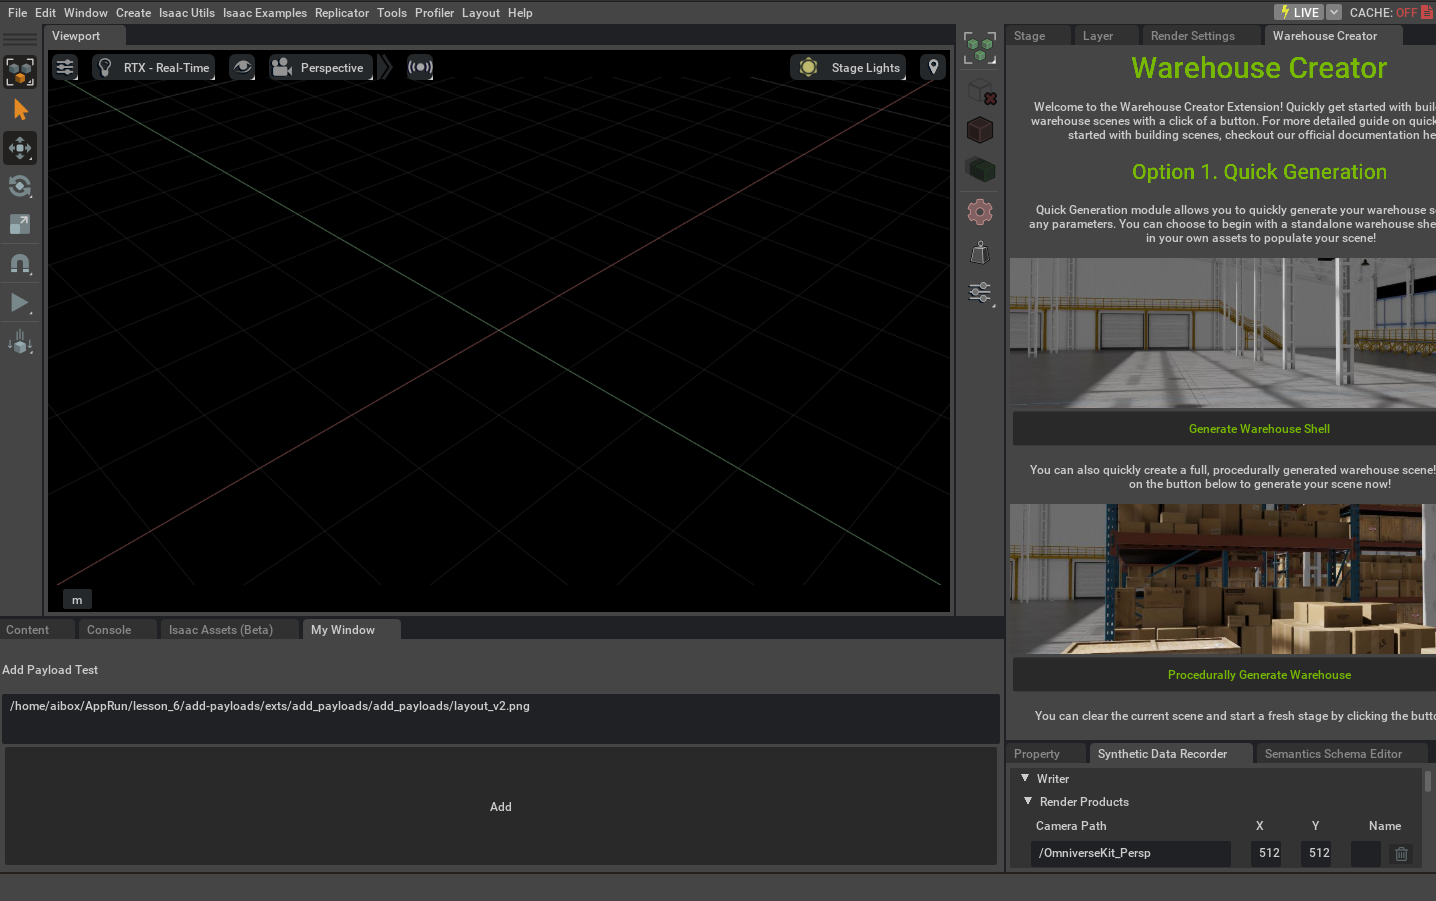 File Edit Window Create Isaac Utils Isaac Examples Replicator Tools Profiler Layout Help
LIVE CACHE: OFF
Viewport
RTX - Real-Time Perspective Stage Lights
m
Stage Layer Render Settings Warehouse Creator
Warehouse Creator
Welcome to the Warehouse Creator Extension! Quickly get started with buil
warehouse scenes with a click of a button. For more detailed guide on quick
started with building scenes, checkout our official documentation he
Option 1. Quick Generation
Quick Generation module allows you to quickly generate your warehouse s
any parameters. You can choose to begin with a standalone warehouse she
in your own assets to populate your scene!
Generate Warehouse Shell
You can also quickly create a full, procedurally generated warehouse scene!
on the button below to generate your scene now!
Procedurally Generate Warehouse
You can clear the current scene and start a fresh stage by clicking the butto
Content Console Isaac Assets (Beta) My Window
Add Payload Test
/home/aibox/AppRun/lesson_6/add-payloads/exts/add_payloads/add_payloads/layout_v2.png
Add
Property Synthetic Data Recorder Semantics Schema Editor
Writer
Render Products
Camera Path X Y Name
/OmniverseKit_Persp 512 512